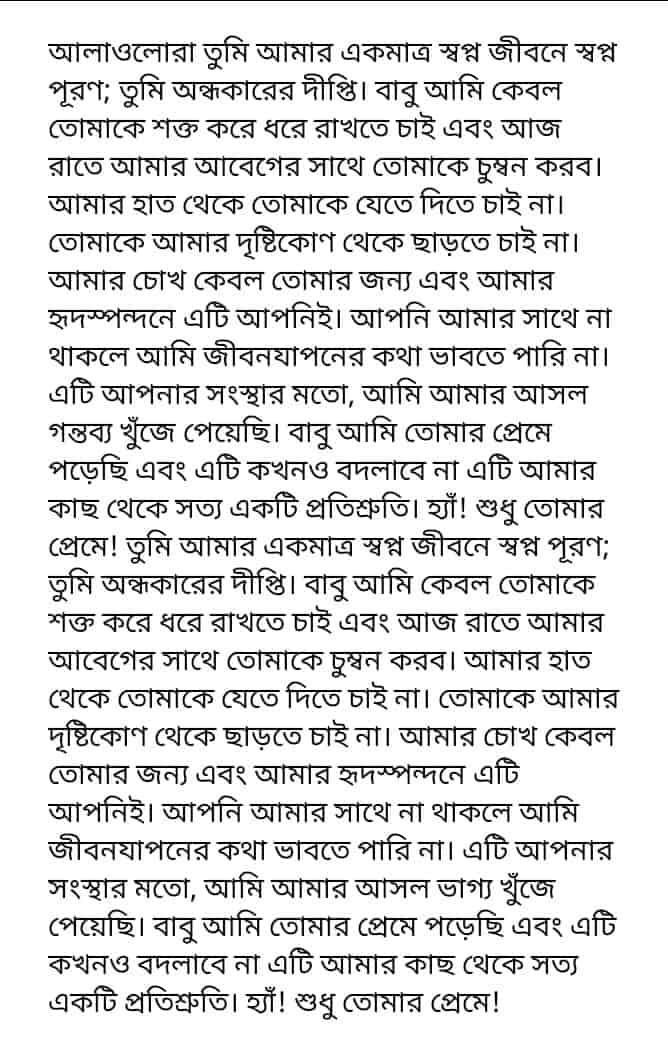 আলাওলোরা তুমি আমার একমাত্র স্বপ্ন জীবনে স্বপ্ন
পূরণ; তুমি অন্ধকারের দীপ্তি। বাবু আমি কেবল
তোমাকে শক্ত করে ধরে রাখতে চাই এবং আজ
রাতে আমার আবেগের সাথে তোমাকে চুম্বন করব।
আমার হাত থেকে তোমাকে যেতে দিতে চাই না।
তোমাকে আমার দৃষ্টিকোণ থেকে ছাড়তে চাই না।
আমার চোখ কেবল তোমার জন্য এবং আমার
হৃদস্পন্দনে এটি আপনিই। আপনি আমার সাথে না
থাকলে আমি জীবনযাপনের কথা ভাবতে পারি না।
এটি আপনার সংস্থার মতো, আমি আমার আসল
গন্তব্য খুঁজে পেয়েছি। বাবু আমি তোমার প্রেমে
পড়েছি এবং এটি কখনও বদলাবে না এটি আমার
কাছ থেকে সত্য একটি প্রতিশ্রুতি। হ্যাঁ! শুধু তোমার
প্রেমে! তুমি আমার একমাত্র স্বপ্ন জীবনে স্বপ্ন পূরণ;
তুমি অন্ধকারের দীপ্তি। বাবু আমি কেবল তোমাকে
শক্ত করে ধরে রাখতে চাই এবং আজ রাতে আমার
আবেগের সাথে তোমাকে চুম্বন করব। আমার হাত
থেকে তোমাকে যেতে দিতে চাই না। তোমাকে আমার
দৃষ্টিকোণ থেকে ছাড়তে চাই না। আমার চোখ কেবল
তোমার জন্য এবং আমার হৃদস্পন্দনে এটি
আপনিই। আপনি আমার সাথে না থাকলে আমি
জীবনযাপনের কথা ভাবতে পারি না। এটি আপনার
সংস্থার মতো, আমি আমার আসল ভাগ্য খুঁজে
পেয়েছি। বাবু আমি তোমার প্রেমে পড়েছি এবং এটি
কখনও বদলাবে না এটি আমার কাছ থেকে সত্য
একটি প্রতিশ্রুতি। হ্যাঁ! শুধু তোমার প্রেমে!